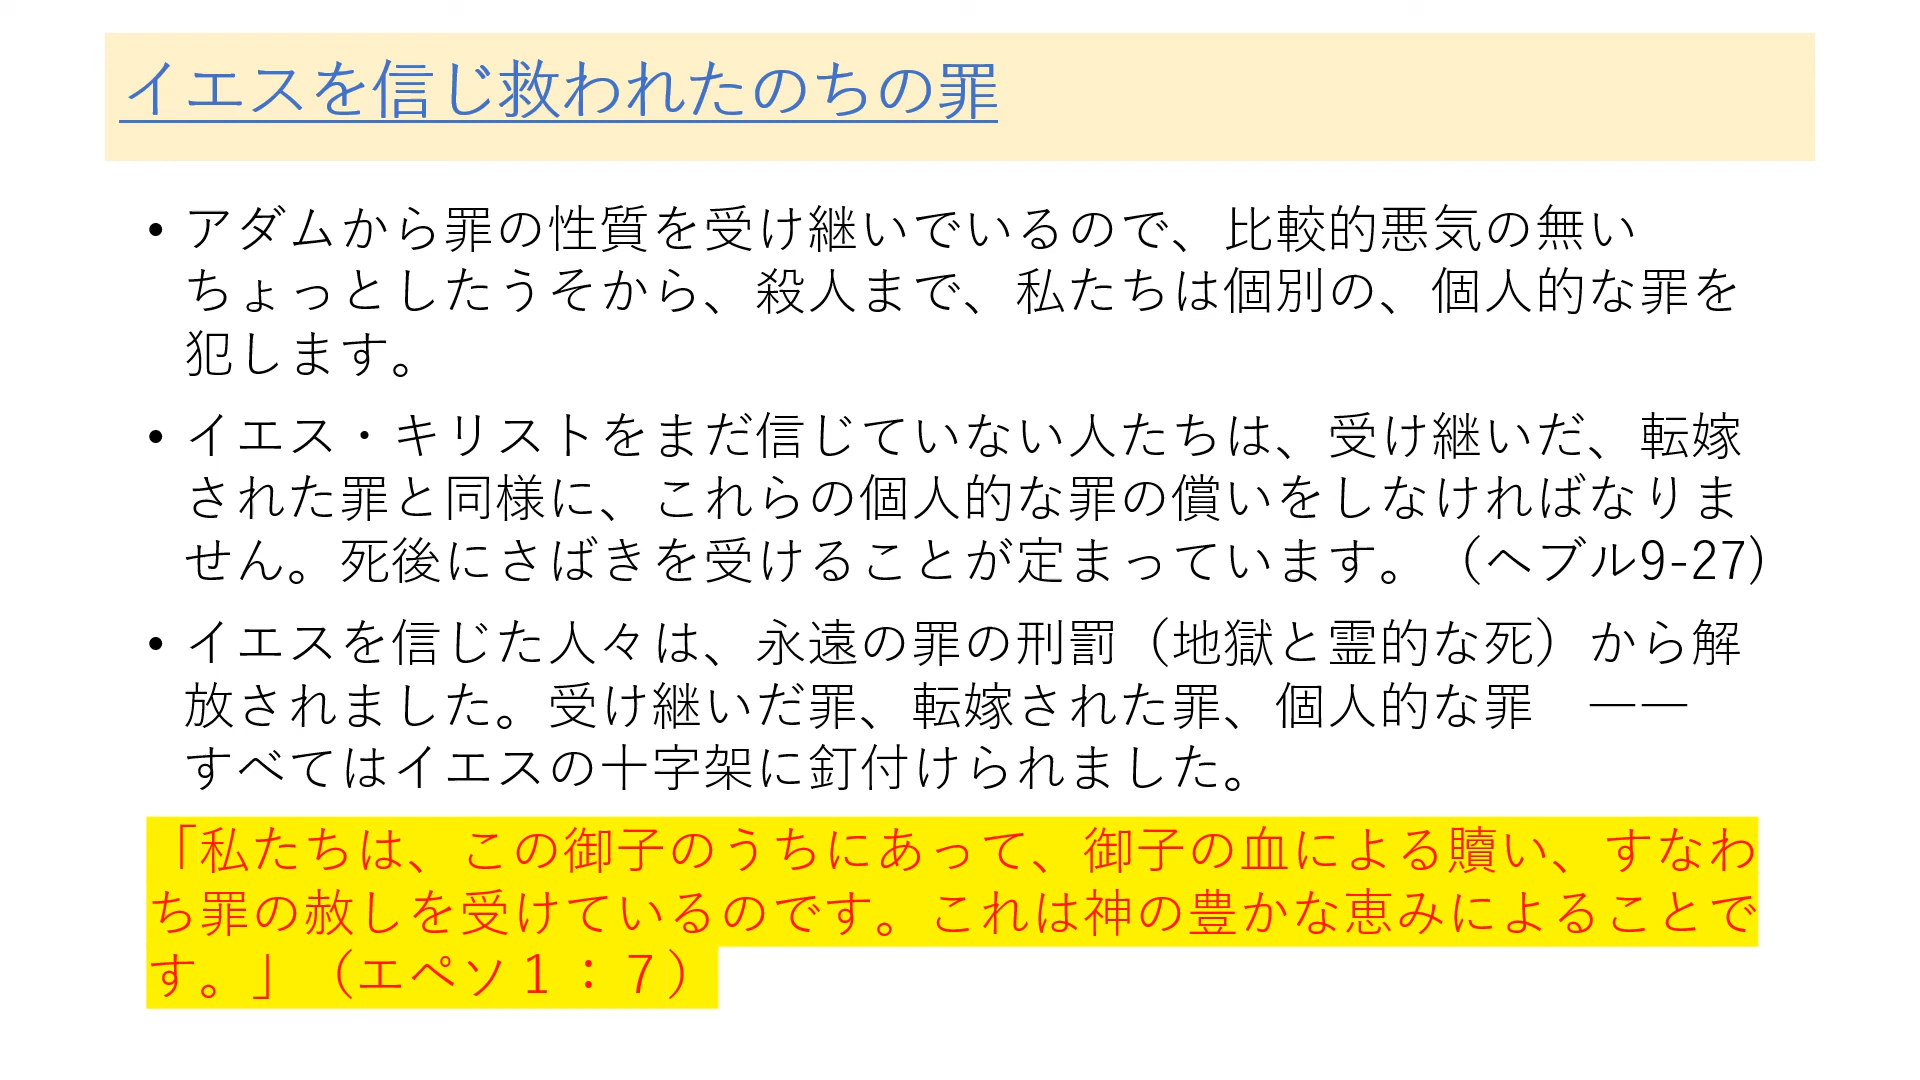 イエスを信じ救われたのちの罪
• アダムから罪の性質を受け継いでいるので、比較的悪気の無い
ちょっとしたうそから、殺人まで、私たちは個別の、個人的な罪を
犯します。
• イエス・キリストをまだ信じていない人たちは、受け継いだ、転嫁
された罪と同様に、これらの個人的な罪の償いをしなければなりま
せん。死後にさばきを受けることが定まっています。（ヘブル9-27)
• イエスを信じた人々は、永遠の罪の刑罰（地獄と霊的な死）から解
放されました。受け継いだ罪、転嫁された罪、個人的な罪　――
すべてはイエスの十字架に釘付けられました。
「私たちは、この御子のうちにあって、御子の血による贖い、すなわ
ち罪の赦しを受けているのです。これは神の豊かな恵みによることで
す。」（エペソ１：７）